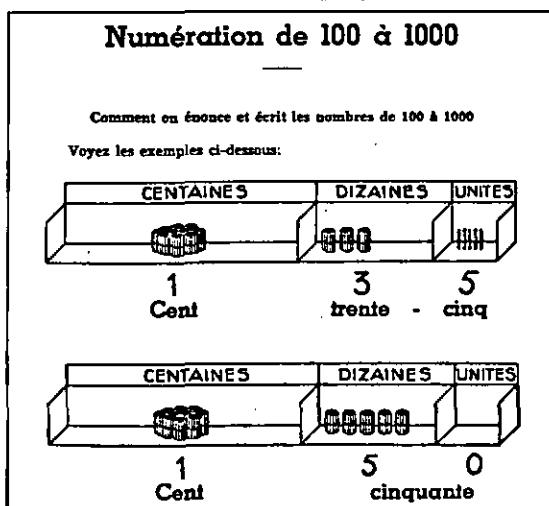 Numération de 100 à 1000
Comment on énonce et écrit les nombres de 100 à 1000
Voyez les exemples ci-dessous:
CENTAINES DIZAINES UNITES
1 3 5
Cent trente - cinq
CENTAINES DIZAINES UNITES
1 5 0
Cent cinquante